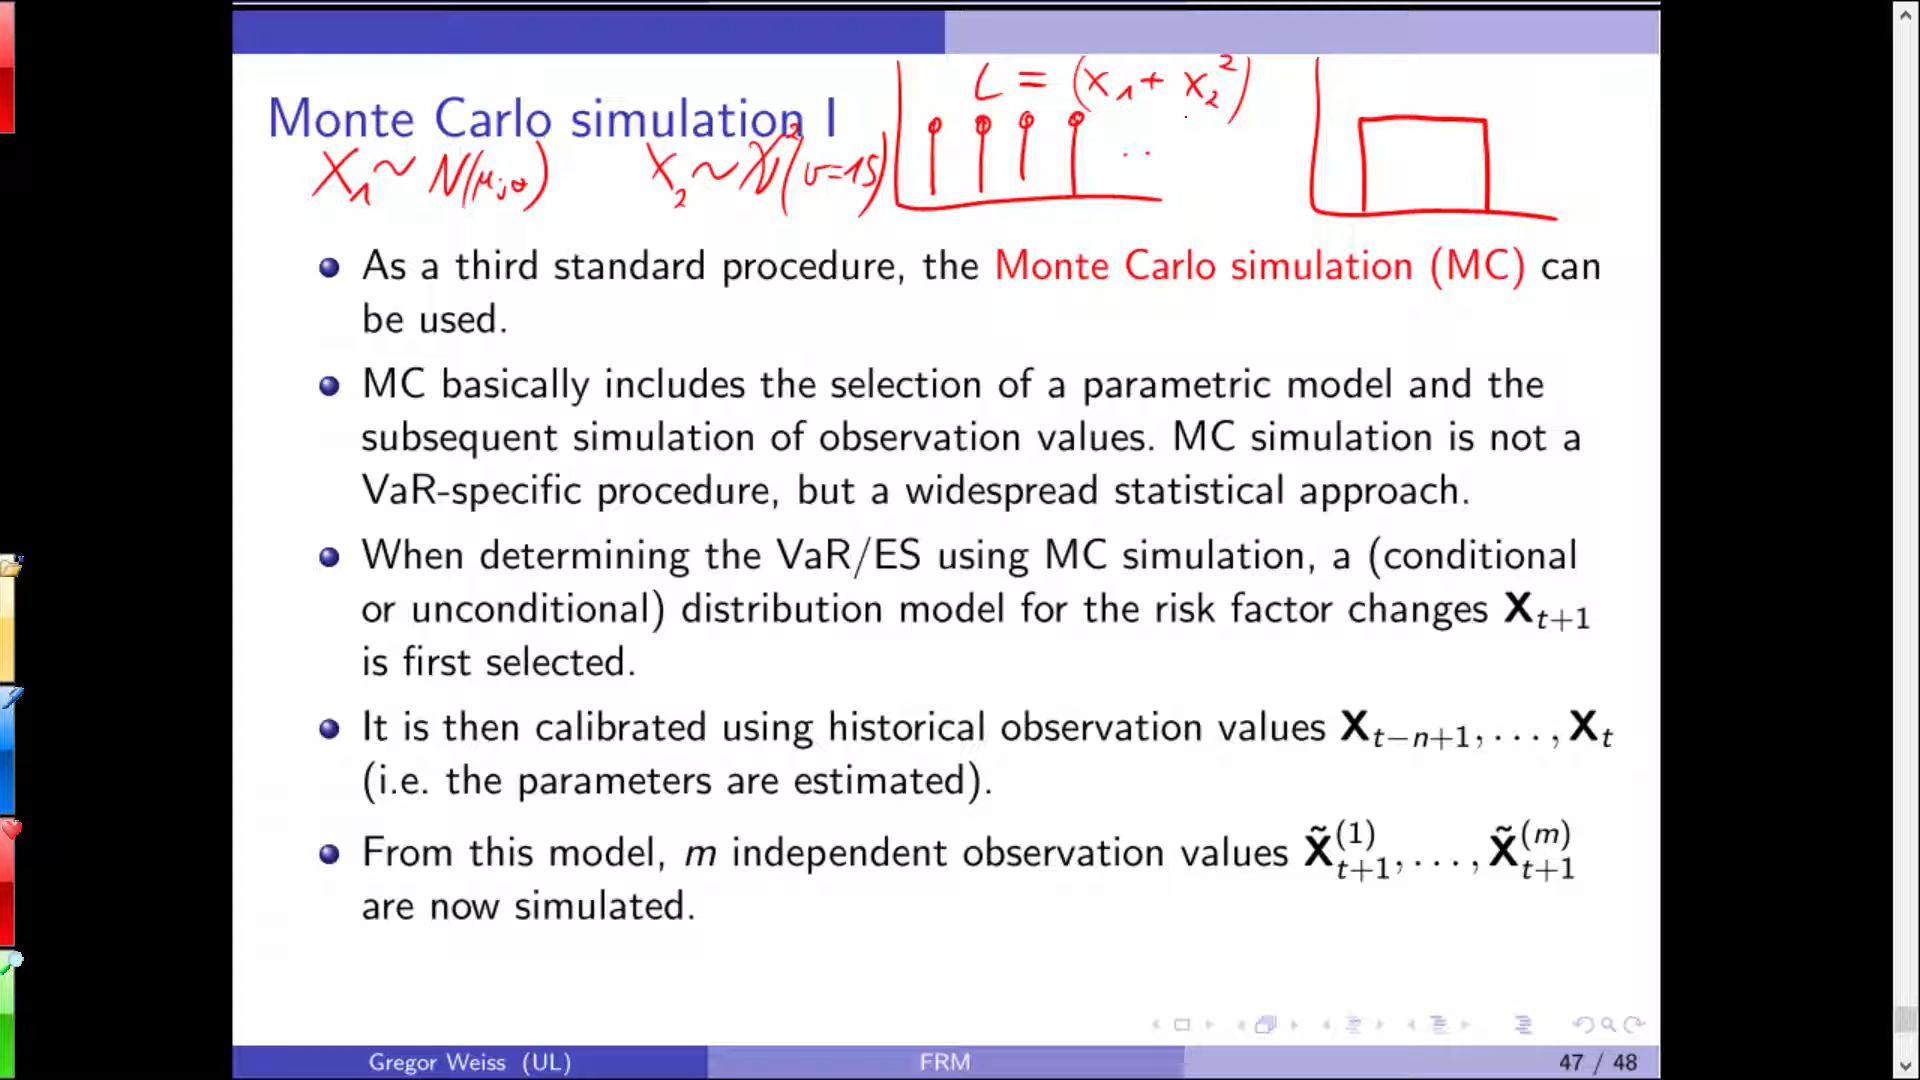 L = (X₁ + X₂²)
Monte Carlo simulation I
X₁ ~ N(μ;σ) X₂ ~ χ²(υ=15)
As a third standard procedure, the Monte Carlo simulation (MC) can
be used.
MC basically includes the selection of a parametric model and the
subsequent simulation of observation values. MC simulation is not a
VaR-specific procedure, but a widespread statistical approach.
When determining the VaR/ES using MC simulation, a (conditional
or unconditional) distribution model for the risk factor changes X_{t+1}
is first selected.
It is then calibrated using historical observation values X_{t−n+1}, . . . , X_t
(i.e. the parameters are estimated).
From this model, m independent observation values X̃^{(1)}_{t+1}, . . . , X̃^{(m)}_{t+1}
are now simulated.
Gregor Weiss (UL) FRM 47 / 48